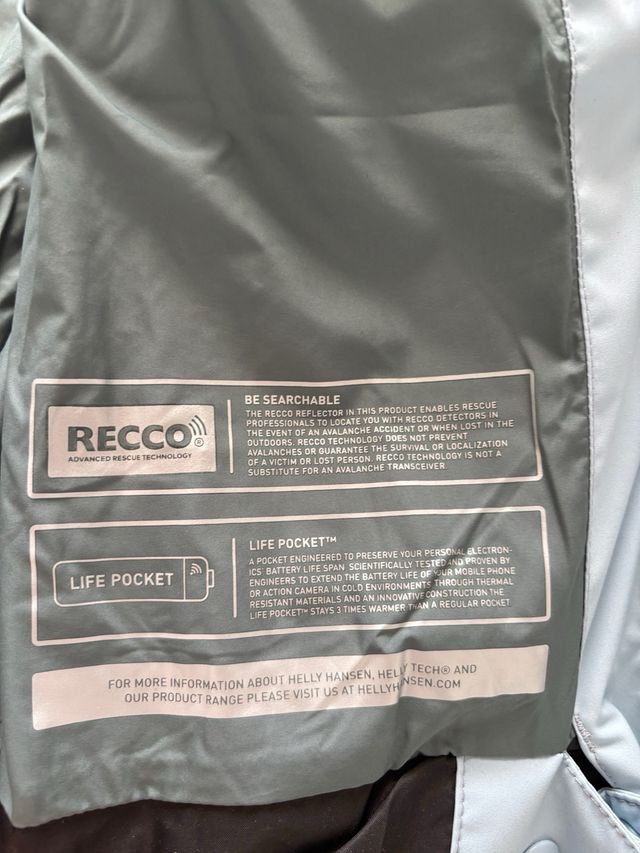 RECCO®
ADVANCED RESCUE TECHNOLOGY
BE SEARCHABLE
THE RECCO REFLECTOR IN THIS PRODUCT ENABLES RESCUE
PROFESSIONALS TO LOCATE YOU WITH RECCO DETECTORS IN
THE EVENT OF AN AVALANCHE ACCIDENT OR WHEN LOST IN THE
OUTDOORS. RECCO TECHNOLOGY DOES NOT PREVENT
AVALANCHES OR GUARANTEE THE SURVIVAL OR LOCALIZATION
OF A VICTIM OR LOST PERSON. RECCO TECHNOLOGY IS NOT A
SUBSTITUTE FOR AN AVALANCHE TRANSCEIVER
LIFE POCKET
LIFE POCKET™
A POCKET ENGINEERED TO PRESERVE YOUR PERSONAL ELECTRON-
ICS' BATTERY LIFE SPAN SCIENTIFICALLY TESTED AND PROVEN BY
ENGINEERS TO EXTEND THE BATTERY LIFE OF YOUR MOBILE PHONE
OR ACTION CAMERA IN COLD ENVIRONMENTS THROUGH THERMAL
RESISTANT MATERIALS AND AN INNOVATIVE CONSTRUCTION THE
LIFE POCKET™ STAYS 3 TIMES WARMER THAN A REGULAR POCKET
FOR MORE INFORMATION ABOUT HELLY HANSEN, HELLY TECH® AND
OUR PRODUCT RANGE PLEASE VISIT US AT HELLYHANSEN.COM